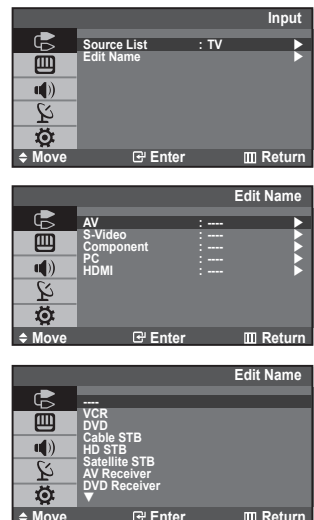 Input
Source List : TV ▶
Edit Name ▶
Move Enter Return
Edit Name
AV : ---- ▶
S-Video : ---- ▶
Component : ---- ▶
PC : ---- ▶
HDMI : ---- ▶
Move Enter Return
Edit Name
----
VCR
DVD
Cable STB
HD STB
Satellite STB
AV Receiver
DVD Receiver
▼
Move Enter Return